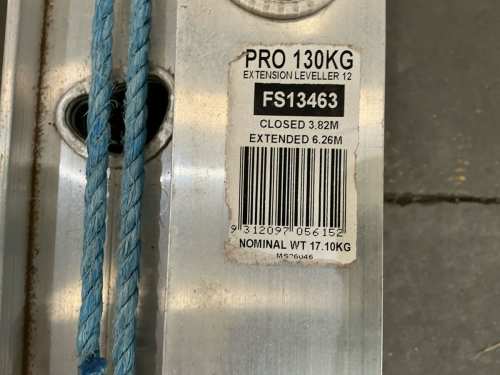 PRO 130KG
EXTENSION LEVELLER 12
FS13463
CLOSED 3.82M
EXTENDED 6.26M
9 312097 056152
NOMINAL WT 17.10KG
MS26046